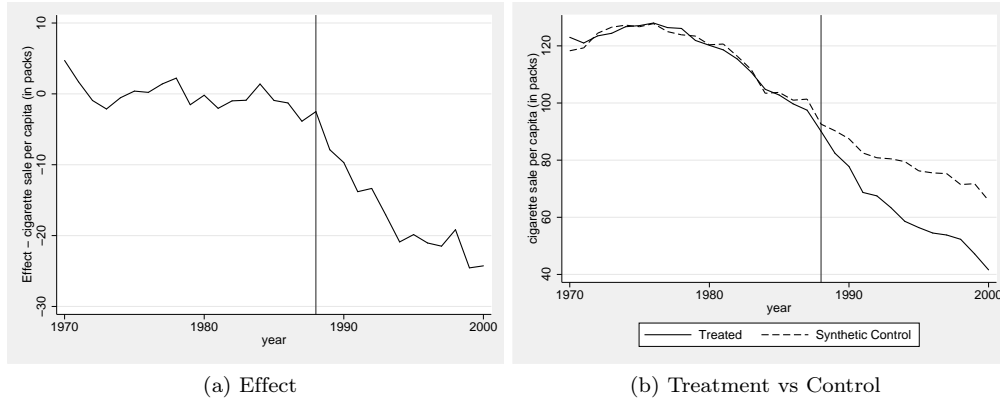 Effect − cigarette sale per capita (in packs)
10
0
−10
−20
−30
1970
1980
1990
2000
year
cigarette sale per capita (in packs)
120
100
80
60
40
1970
1980
1990
2000
year
Treated
Synthetic Control
(a) Effect
(b) Treatment vs Control